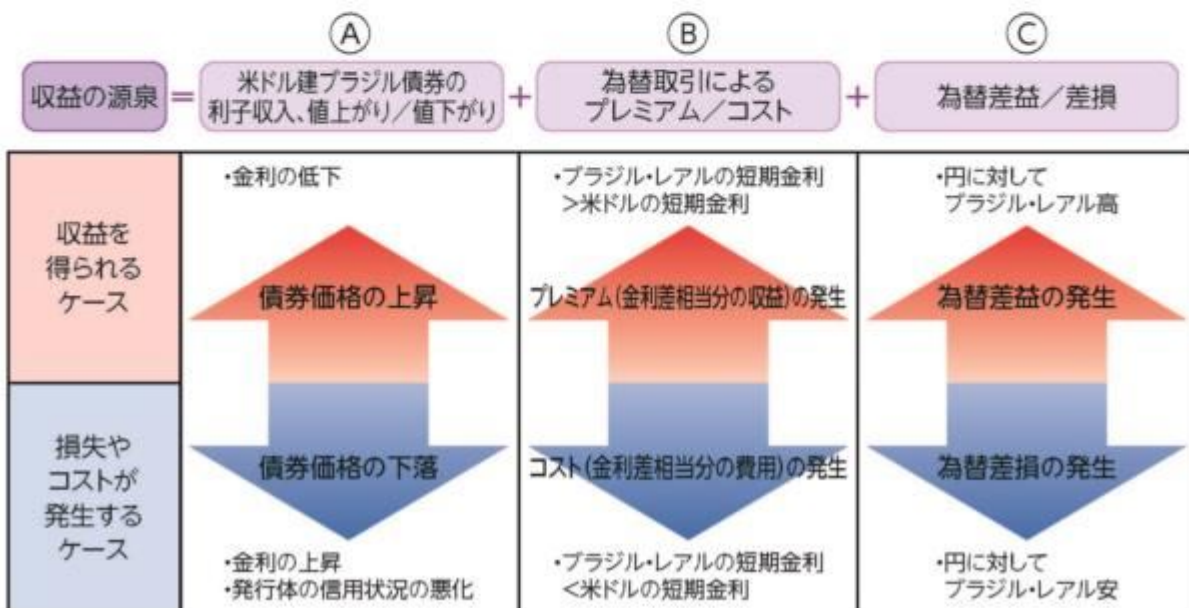 Ⓐ
Ⓑ
Ⓒ
収益の源泉
=
米ドル建ブラジル債券の
利子収入、値上がり／値下がり
+
為替取引による
プレミアム／コスト
+
為替差益／差損
収益を
得られる
ケース
・金利の低下
債券価格の上昇
・ブラジル・レアルの短期金利
>米ドルの短期金利
プレミアム(金利差相当分の収益)の発生
・円に対して
ブラジル・レアル高
為替差益の発生
損失や
コストが
発生する
ケース
債券価格の下落
・金利の上昇
・発行体の信用状況の悪化
コスト(金利差相当分の費用)の発生
・ブラジル・レアルの短期金利
<米ドルの短期金利
為替差損の発生
・円に対して
ブラジル・レアル安